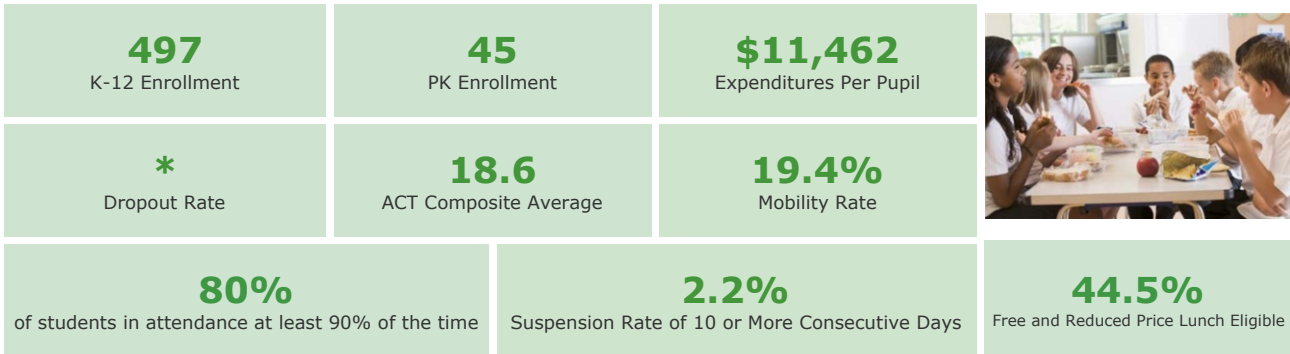 497
K-12 Enrollment
45
PK Enrollment
$11,462
Expenditures Per Pupil
*
Dropout Rate
18.6
ACT Composite Average
19.4%
Mobility Rate
80%
of students in attendance at least 90% of the time
2.2%
Suspension Rate of 10 or More Consecutive Days
44.5%
Free and Reduced Price Lunch Eligible